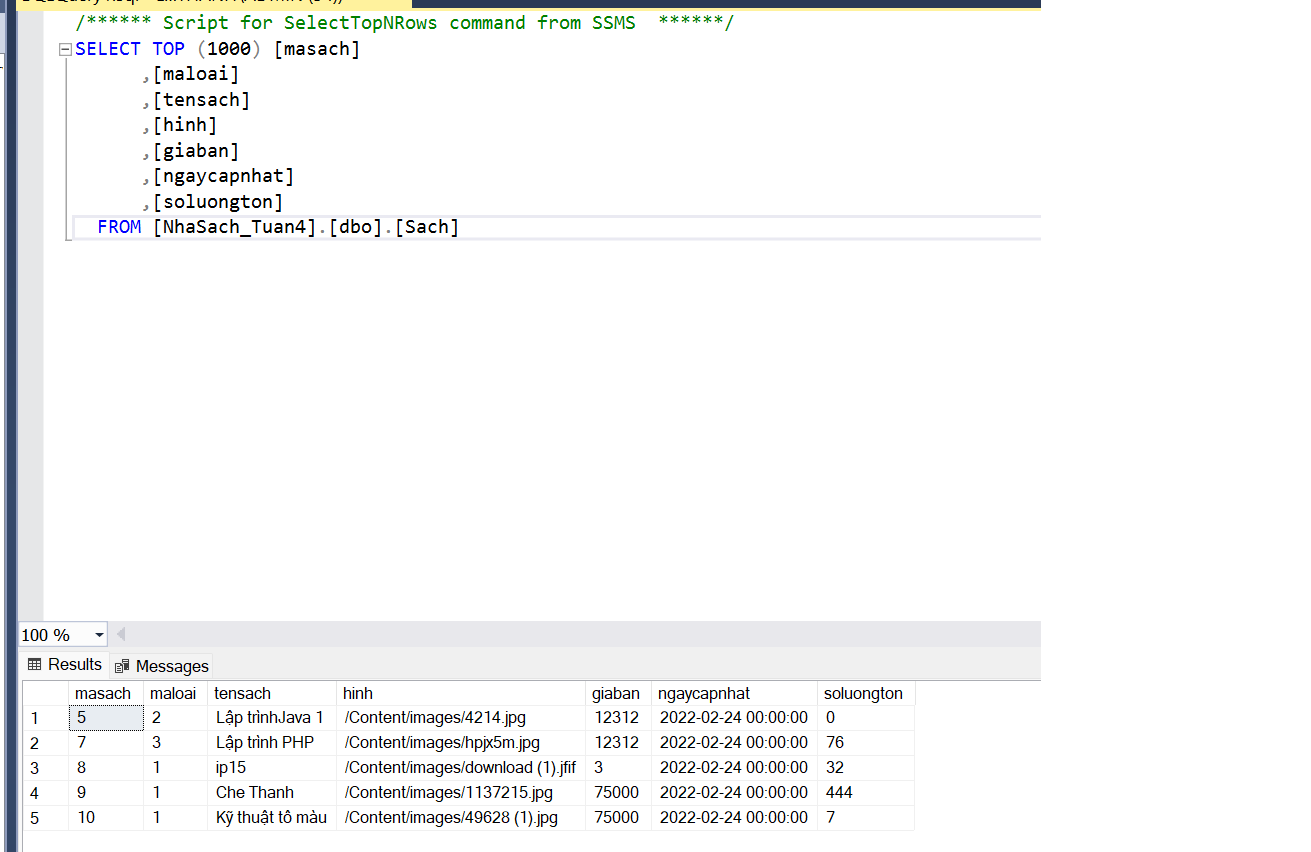 /****** Script for SelectTopNRows command from SSMS  ******/
SELECT TOP (1000) [masach]
,[maloai]
,[tensach]
,[hinh]
,[giaban]
,[ngaycapnhat]
,[soluongton]
FROM [NhaSach_Tuan4].[dbo].[Sach]
100 %
Results Messages
masach maloai tensach hinh giaban ngaycapnhat soluongton
1 5 2 Lập trìnhJava 1 /Content/images/4214.jpg 12312 2022-02-24 00:00:00 0
2 7 3 Lập trình PHP /Content/images/hpjx5m.jpg 12312 2022-02-24 00:00:00 76
3 8 1 ip15 /Content/images/download (1).jfif 3 2022-02-24 00:00:00 32
4 9 1 Che Thanh /Content/images/1137215.jpg 75000 2022-02-24 00:00:00 444
5 10 1 Kỹ thuật tô màu /Content/images/49628 (1).jpg 75000 2022-02-24 00:00:00 7